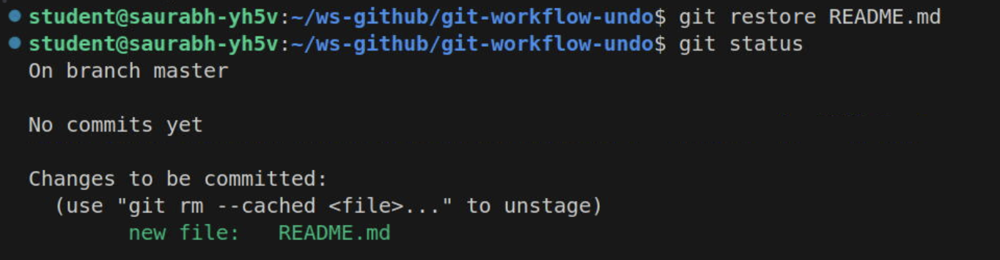 student@saurabh-yh5v:~/ws-github/git-workflow-undo$ git restore README.md
student@saurabh-yh5v:~/ws-github/git-workflow-undo$ git status
On branch master
No commits yet
Changes to be committed:
(use "git rm --cached <file>..." to unstage)
new file:   README.md